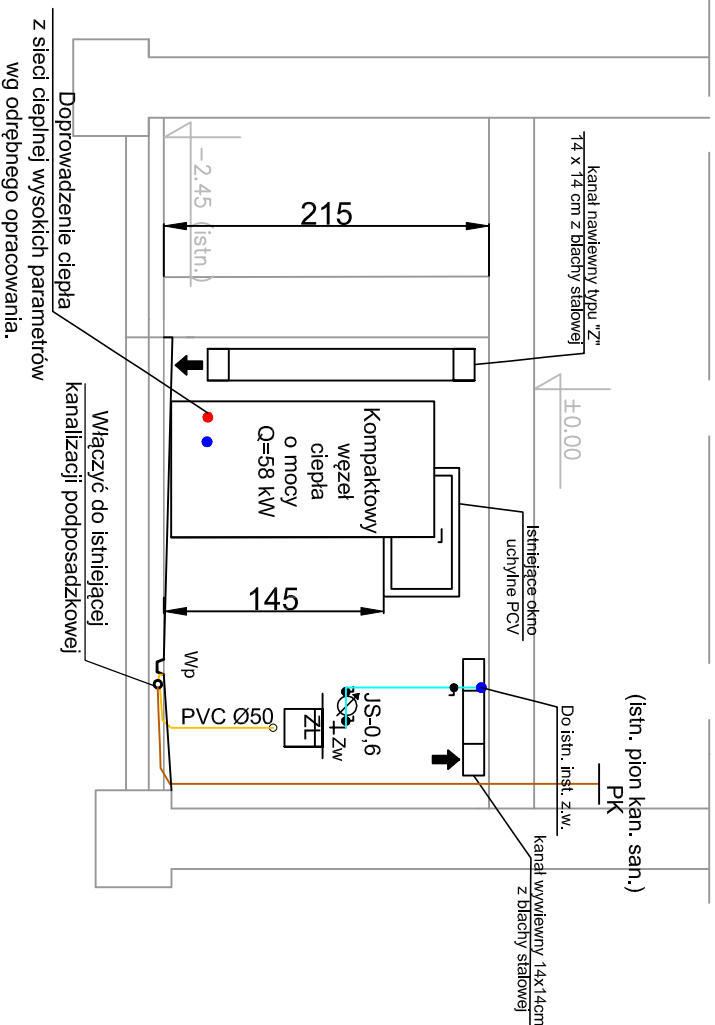 Doprowadzenie ciepła
z sieci cieplnej wysokich parametrów
wg odrębnego opracowania.
-2.45 (istn.)
215
kanał nawiewny typu "Z"
14 x 14 cm z blachy stalowej
±0.00
Kompaktowy
węzeł
ciepła
o mocy
Q=58 kW
Istniejące okno
uchylne PCV
145
Włączyć do istniejącej
kanalizacji podposadzkowej
Wp
PVC Ø50
ZL
Zw
JS-0,6
Do istn. inst. z.w.
(istn. pion kan. san.)
PK
kanał wywiewny 14x14cm
z blachy stalowej